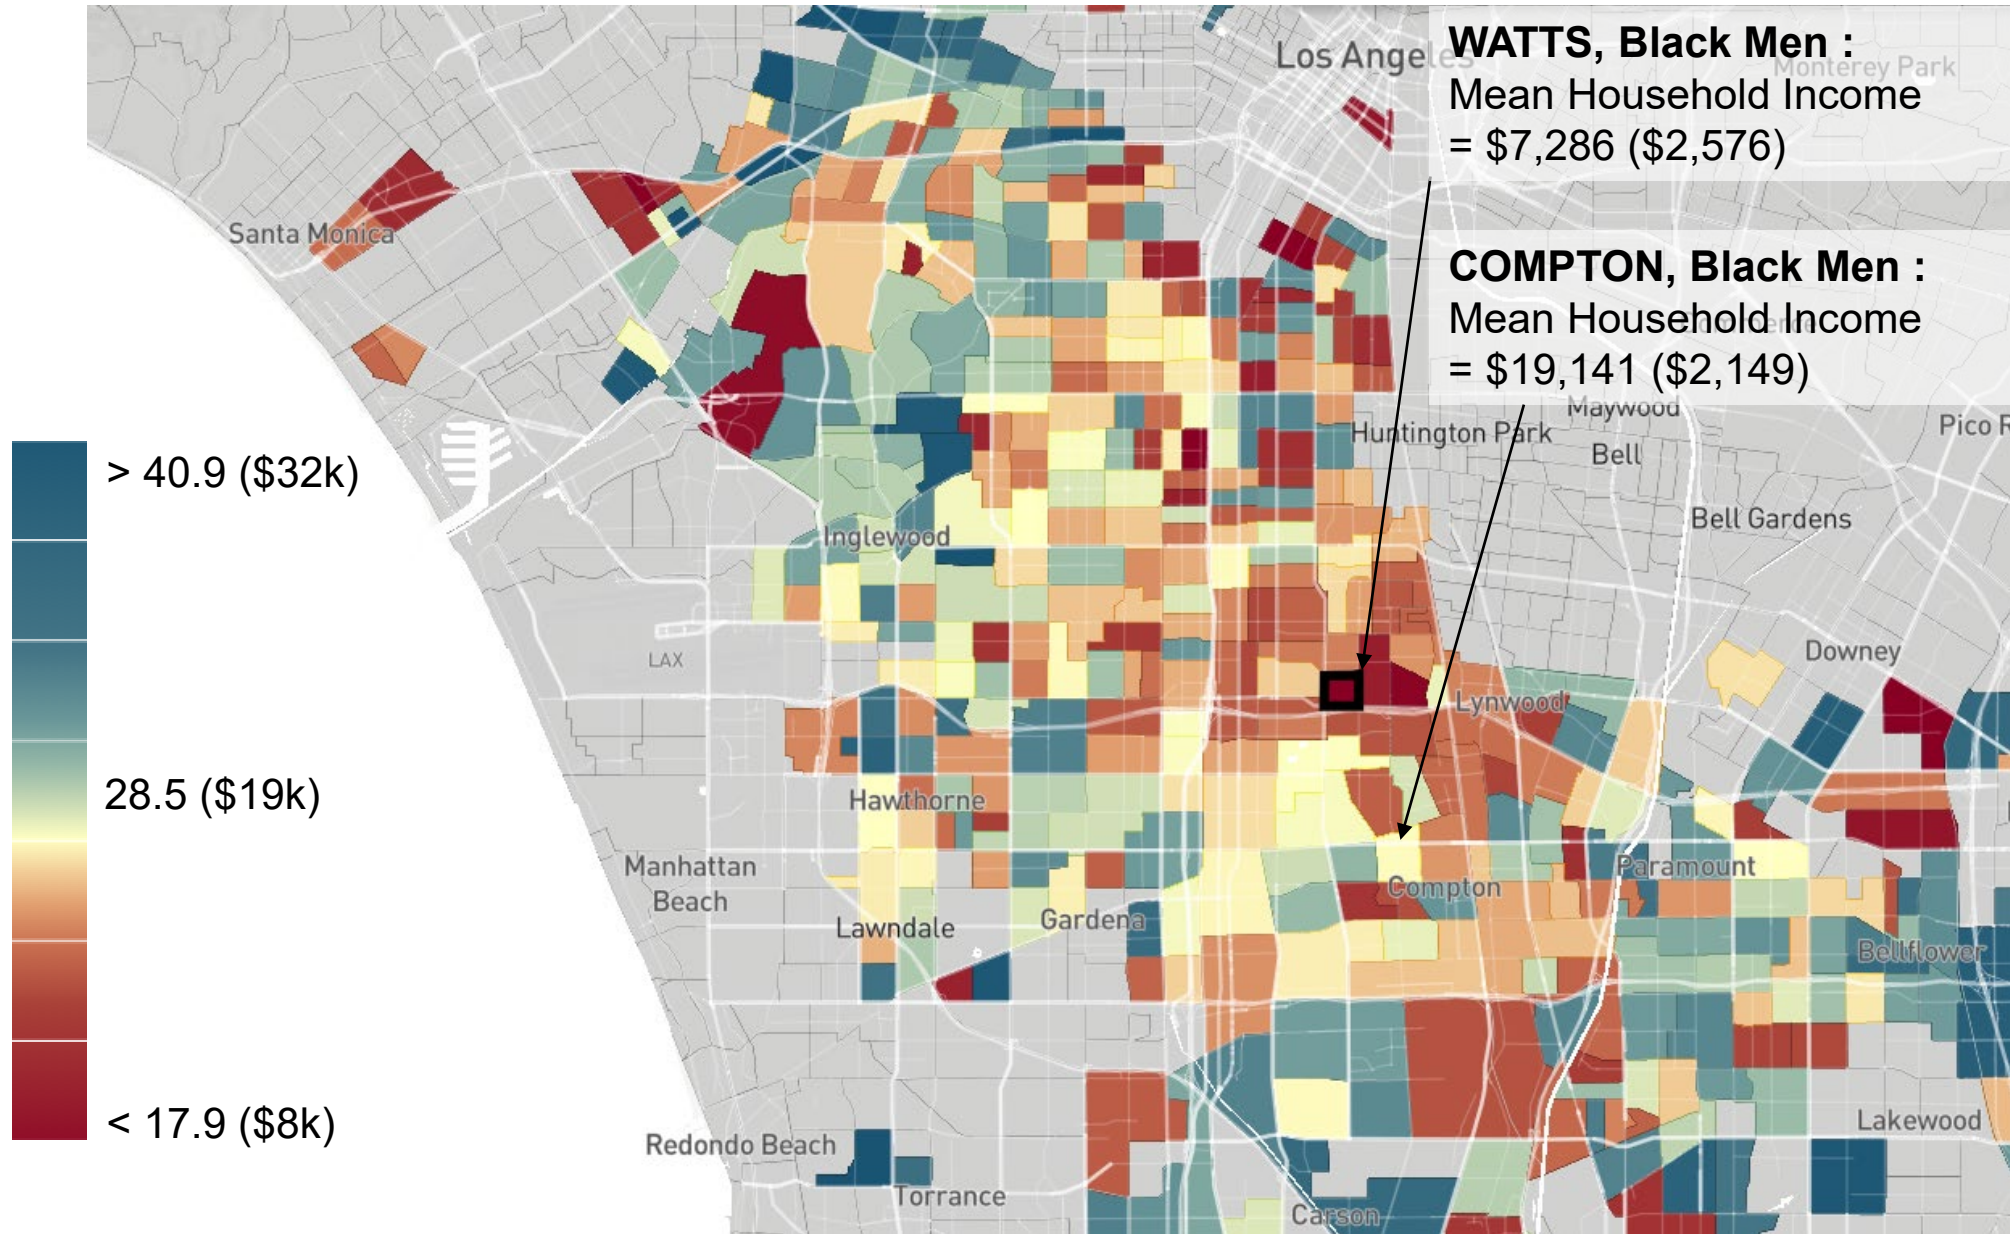 WATTS, Black Men :
Mean Household Income
= $7,286 ($2,576)
COMPTON, Black Men :
Mean Household Income
= $19,141 ($2,149)
> 40.9 ($32k)
28.5 ($19k)
< 17.9 ($8k)
Los Angeles
Monterey Park
Santa Monica
Commerce
Maywood
Huntington Park
Bell
Pico R
Bell Gardens
Inglewood
LAX
Downey
Lynwood
Hawthorne
Manhattan
Beach
Paramount
Compton
Lawndale
Gardena
Bellflower
Redondo Beach
Lakewood
Torrance
Carson